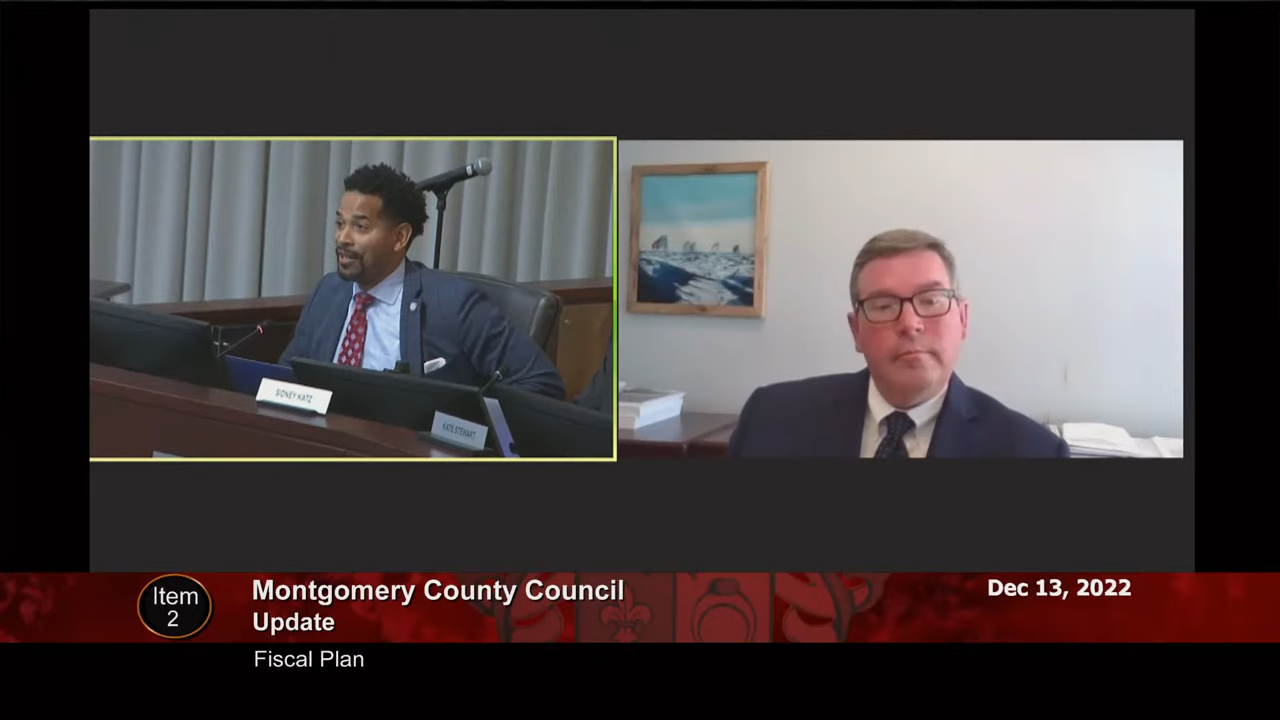 SIDNEY KATZ
KATE STEWART
Item
2
Montgomery County Council
Update
Dec 13, 2022
Fiscal Plan